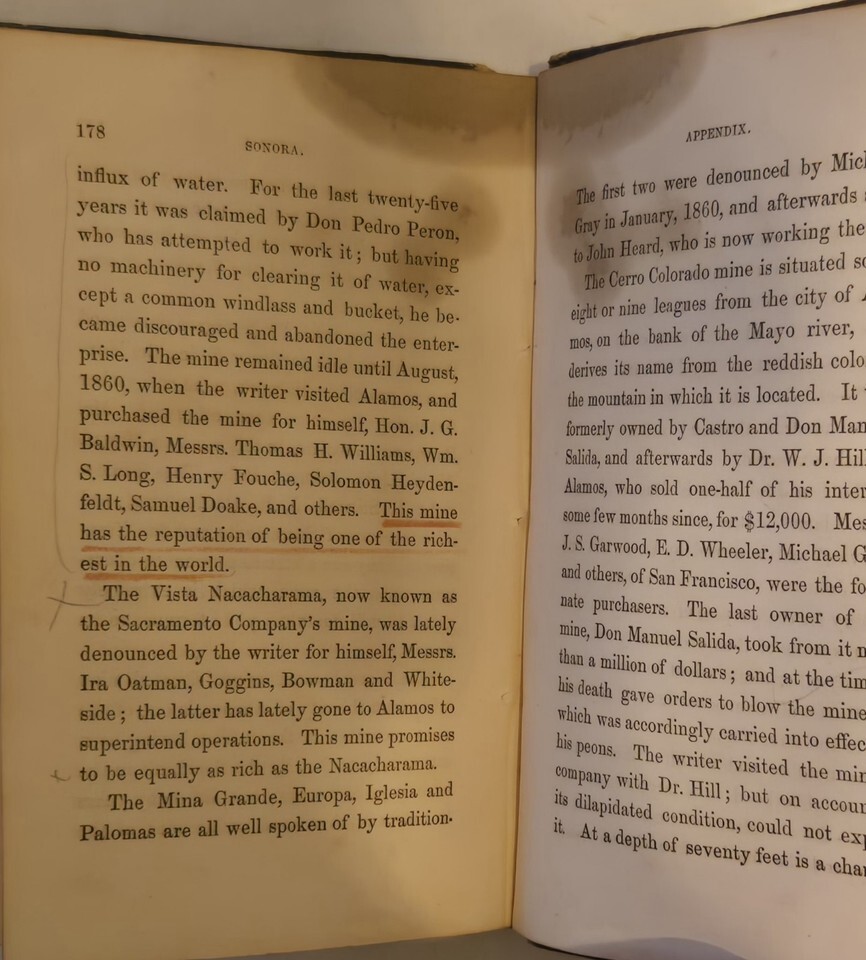 178
SONORA.
influx of water. For the last twenty-five
years it was claimed by Don Pedro Peron,
who has attempted to work it; but having
no machinery for clearing it of water, ex-
cept a common windlass and bucket, he be-
came discouraged and abandoned the enter-
prise. The mine remained idle until August,
1860, when the writer visited Alamos, and
purchased the mine for himself, Hon. J. G.
Baldwin, Messrs. Thomas H. Williams, Wm.
S. Long, Henry Fouche, Solomon Heyden-
feldt, Samuel Doake, and others. This mine
has the reputation of being one of the rich-
est in the world.
The Vista Nacacharama, now known as
the Sacramento Company's mine, was lately
denounced by the writer for himself, Messrs.
Ira Oatman, Goggins, Bowman and White-
side; the latter has lately gone to Alamos to
superintend operations. This mine promises
to be equally as rich as the Nacacharama.
The Mina Grande, Europa, Iglesia and
Palomas are all well spoken of by tradition.
APPENDIX.
The first two were denounced by
Gray in January, 1860, and afterwards
to John Heard, who is now working the
The Cerro Colorado mine is situated
eight or nine leagues from the city of
mos, on the bank of the Mayo river,
derives its name from the reddish
the mountain in which it is located. It
formerly owned by Castro and Don
Salida, and afterwards by Dr. W. J.
Alamos, who sold one-half of his
some few months since, for $12,000.
J. S. Garwood, E. D. Wheeler, Michael
and others, of San Francisco, were the
nate purchasers. The last owner of
mine, Don Manuel Salida, took from it
than a million of dollars; and at the
his death gave orders to blow the mine
which was accordingly carried into
his peons. The writer visited the
company with Dr. Hill; but on
its dilapidated condition, could not
it. At a depth of seventy feet is a